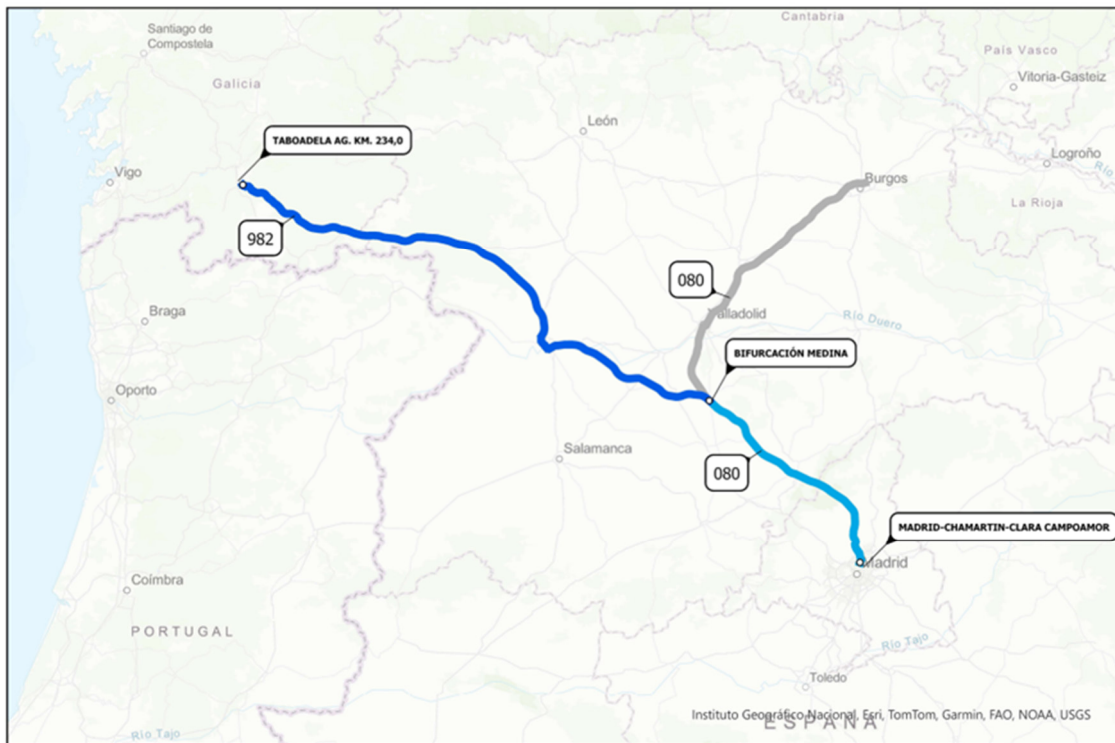 Cantabria
Santiago de
Compostela
País Vasco
Galicia
Vitoria-Gasteiz
León
TABOADELA AG. KM. 234,0
Logroño
Vigo
Burgos
Río
La Rioja
982
080
Braga
alladolid
Río Duero
BIFURCACIÓN MEDINA
Oporto
Salamanca
080
MADRID-CHAMARTIN-CLARA CAMPOAMOR
Madrid
Coímbra
PORTUGAL
Río Tajo
Toledo
Instituto Geográfico Nacional, Esri, TomTom, Garmin, FAO, NOAA, USGS
ESPAÑA
Río Tajo